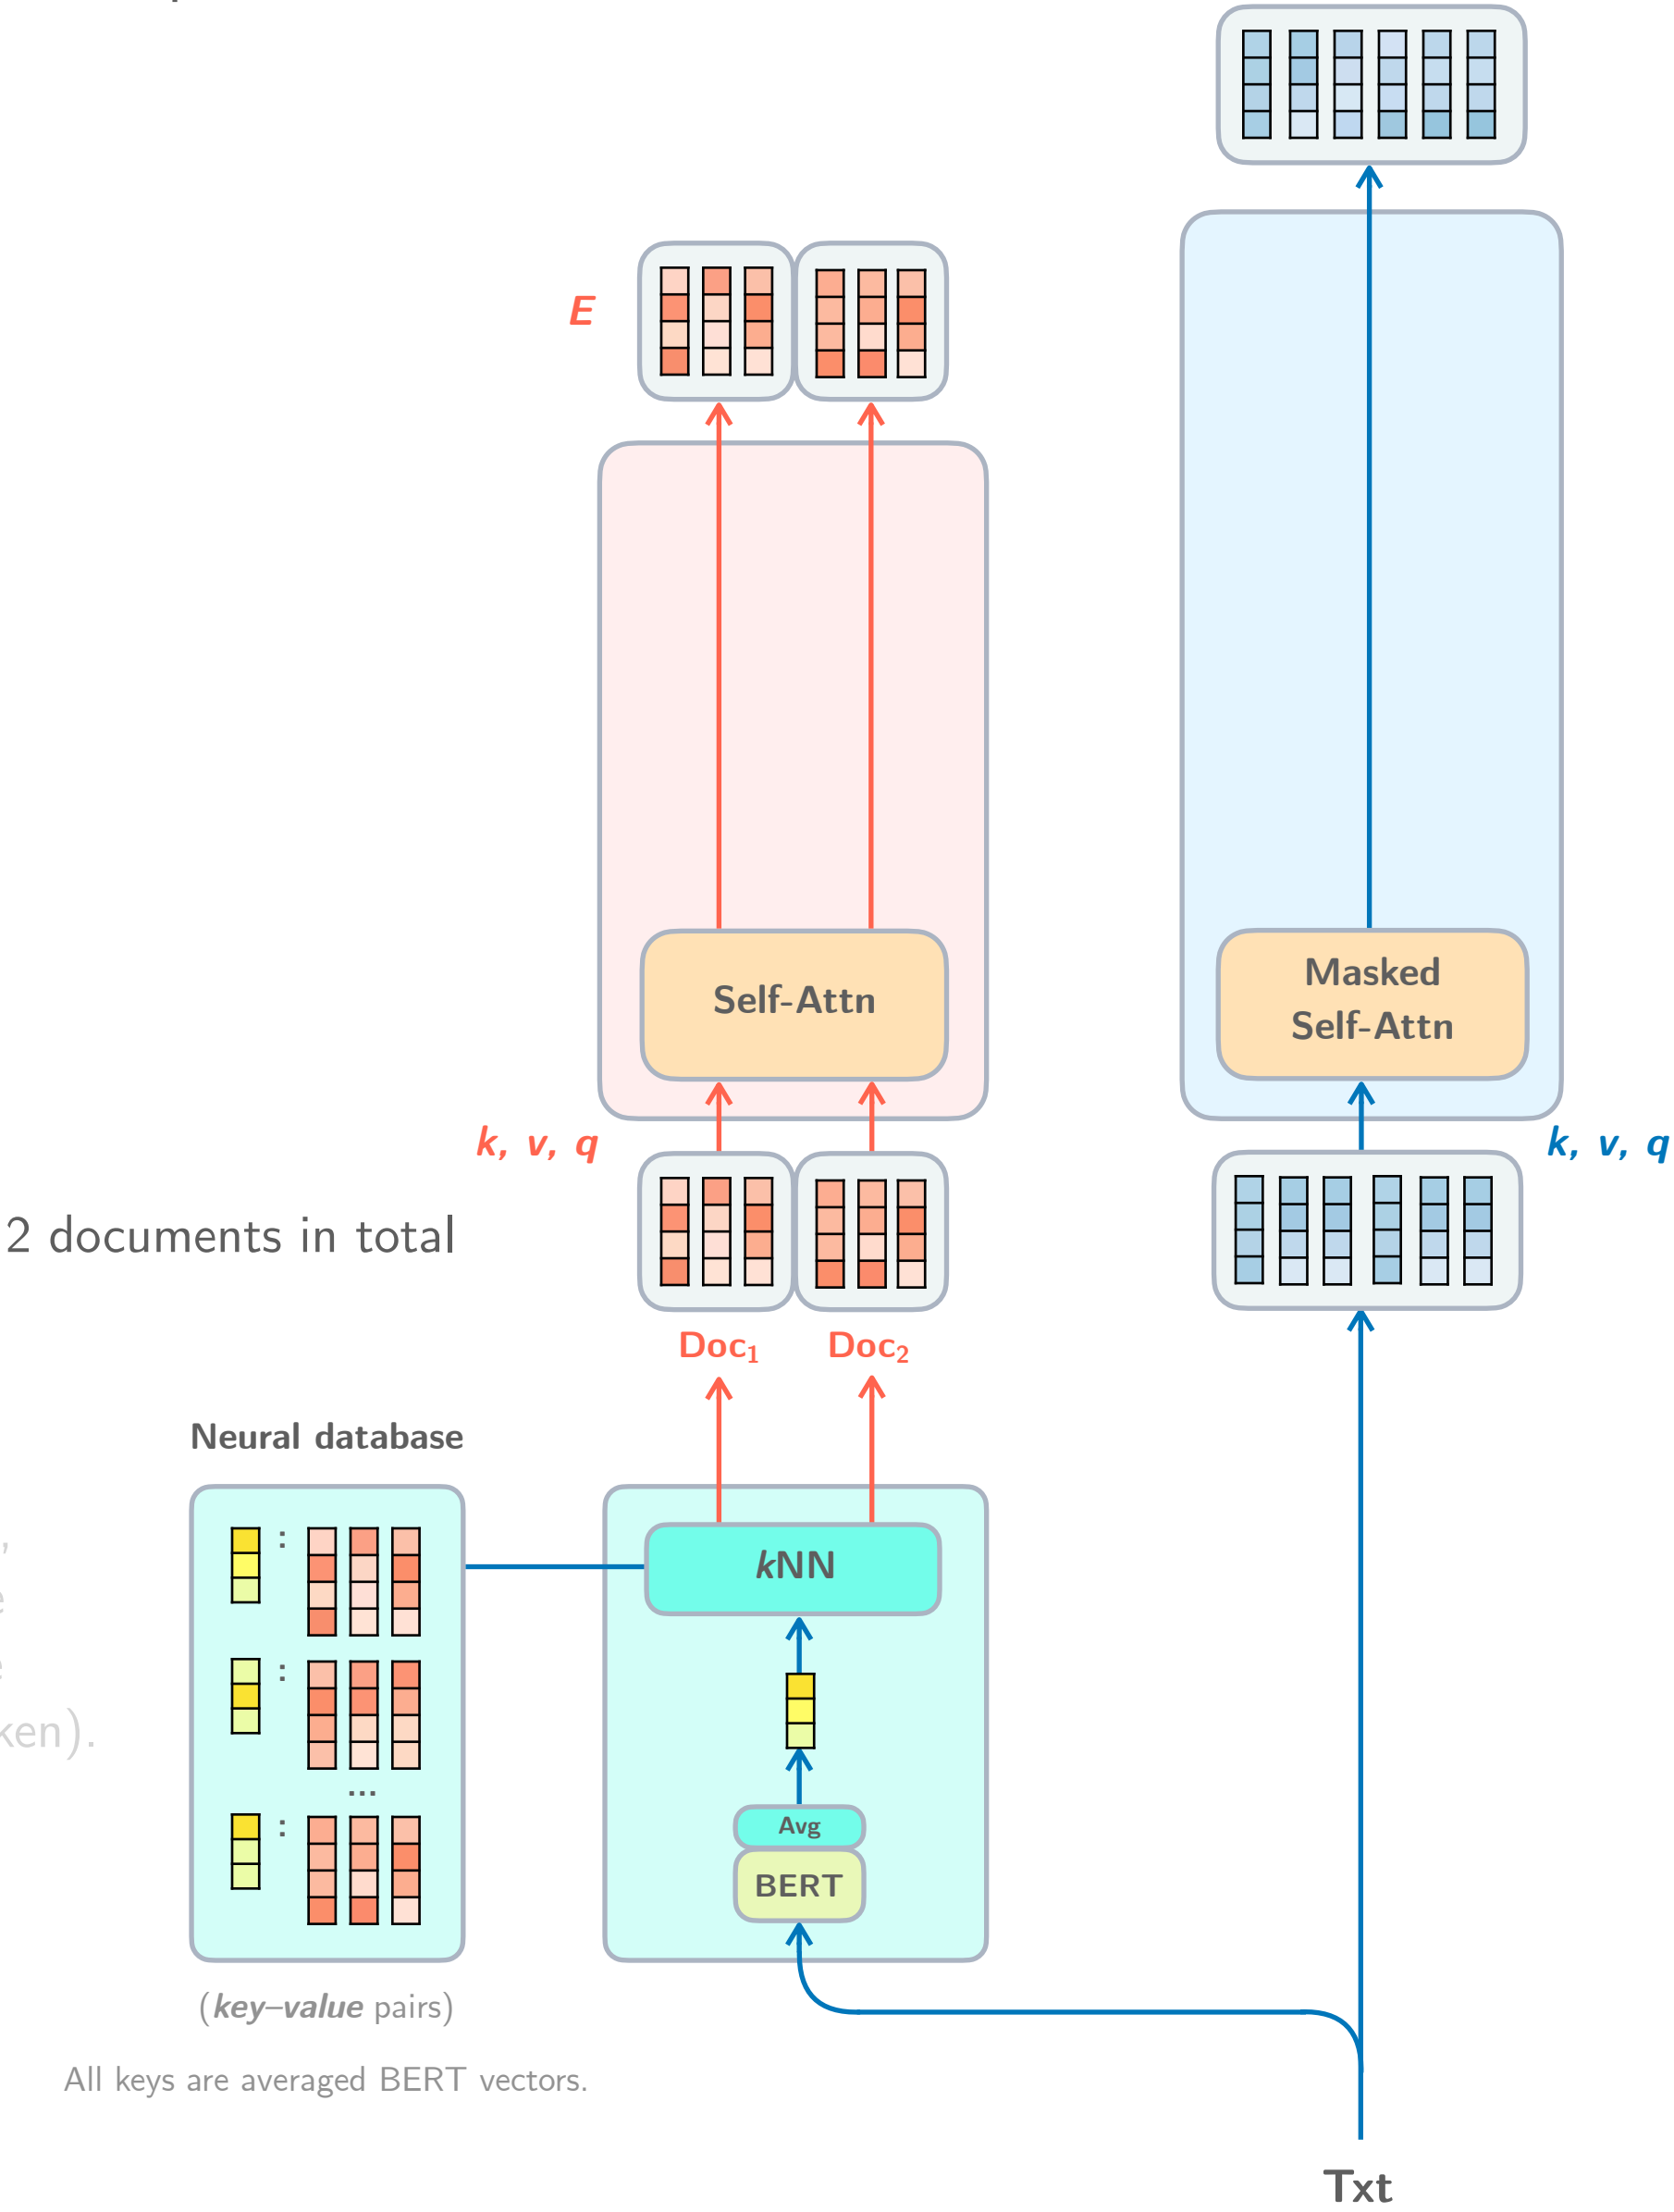 E
Self-Attn
Masked
Self-Attn
k, v, q
k, v, q
2 documents in total
Doc₁
Doc₂
Neural database
:
kNN
:
ken).
...
:
Avg
BERT
(key–value pairs)
All keys are averaged BERT vectors.
Txt